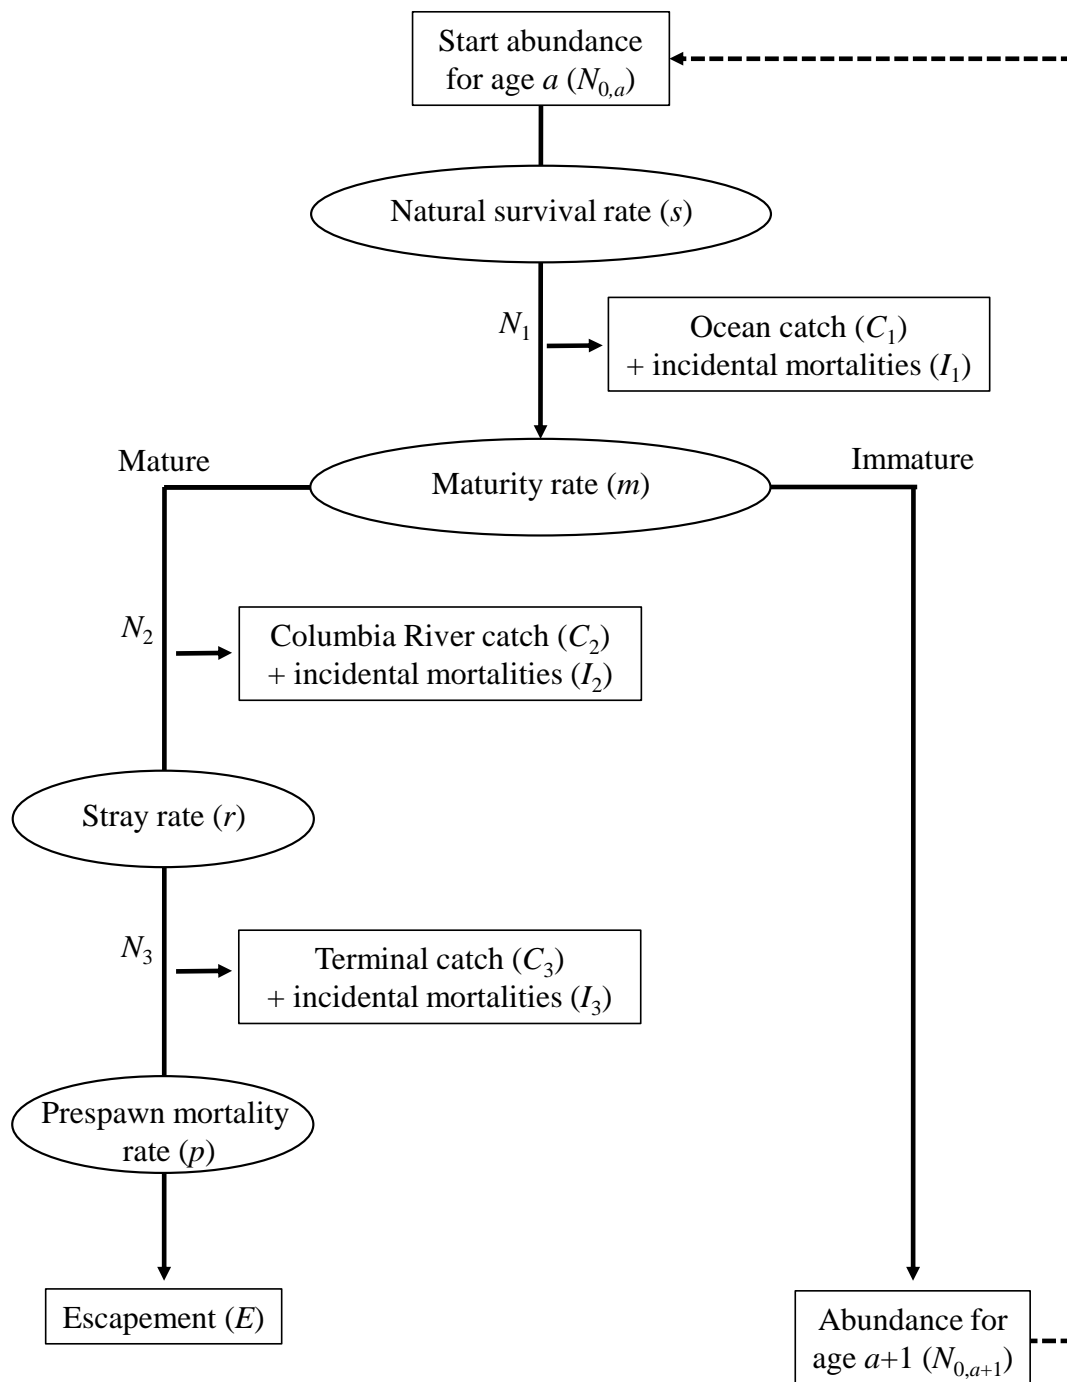 Start abundance
for age a (N0,a)
Natural survival rate (s)
N1
Ocean catch (C1)
+ incidental mortalities (I1)
Mature
Immature
Maturity rate (m)
N2
Columbia River catch (C2)
+ incidental mortalities (I2)
Stray rate (r)
N3
Terminal catch (C3)
+ incidental mortalities (I3)
Prespawn mortality
rate (p)
Escapement (E)
Abundance for
age a+1 (N0,a+1)